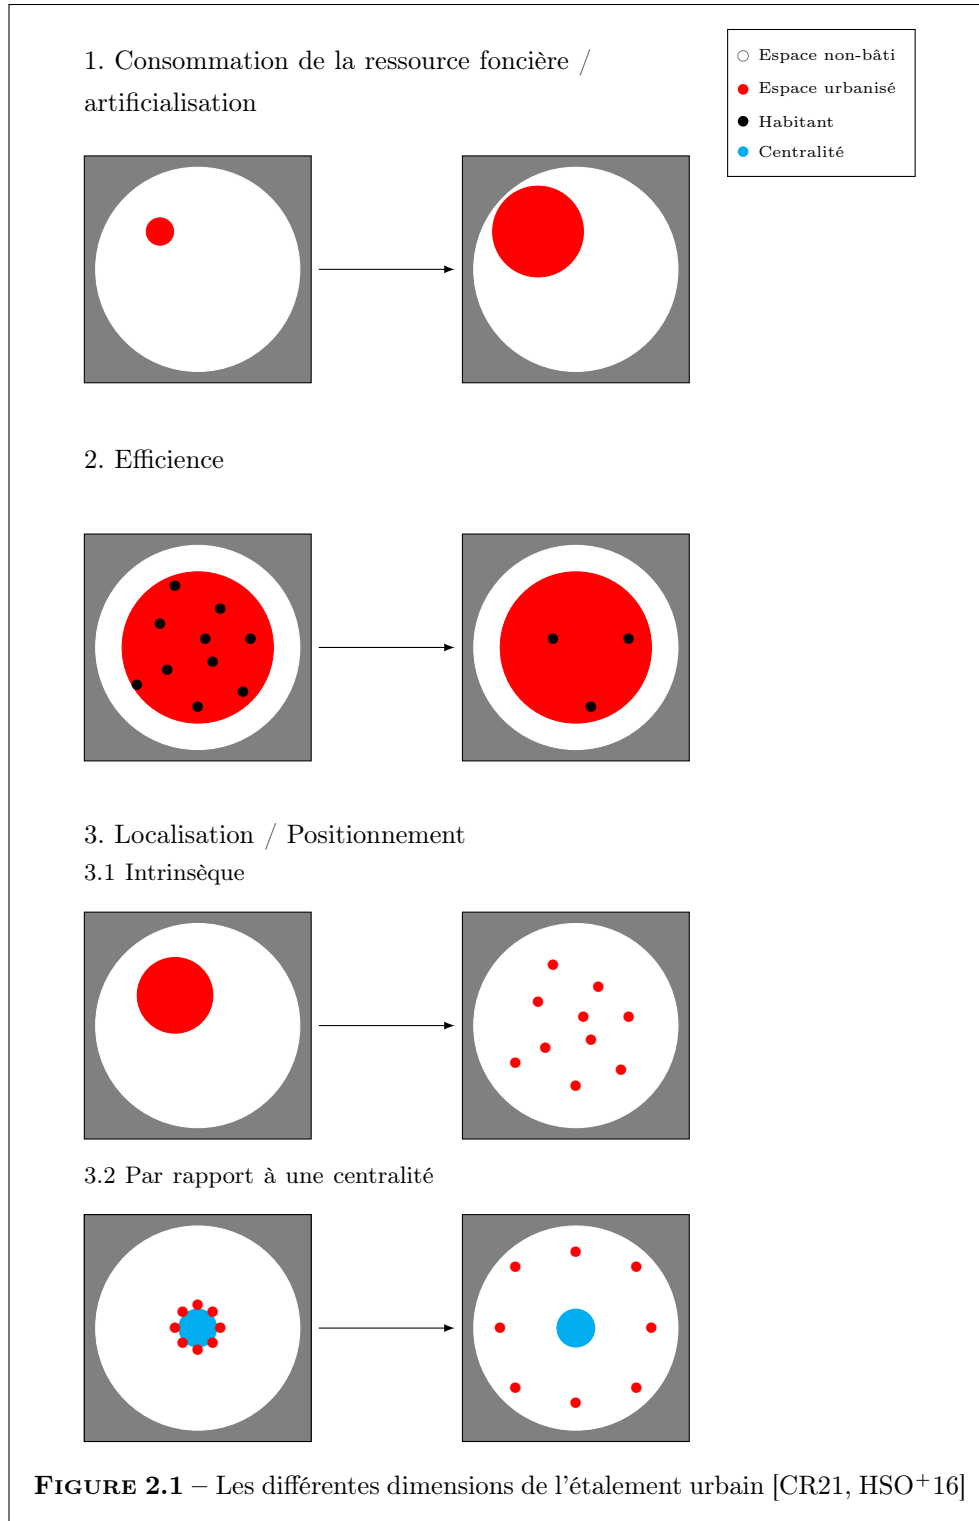 1. Consommation de la ressource foncière /
artificialisation
Espace non-bâti
Espace urbanisé
Habitant
Centralité
2. Efficience
3. Localisation / Positionnement
3.1 Intrinsèque
3.2 Par rapport à une centralité
FIGURE 2.1 – Les différentes dimensions de l'étalement urbain [CR21, HSO+16]